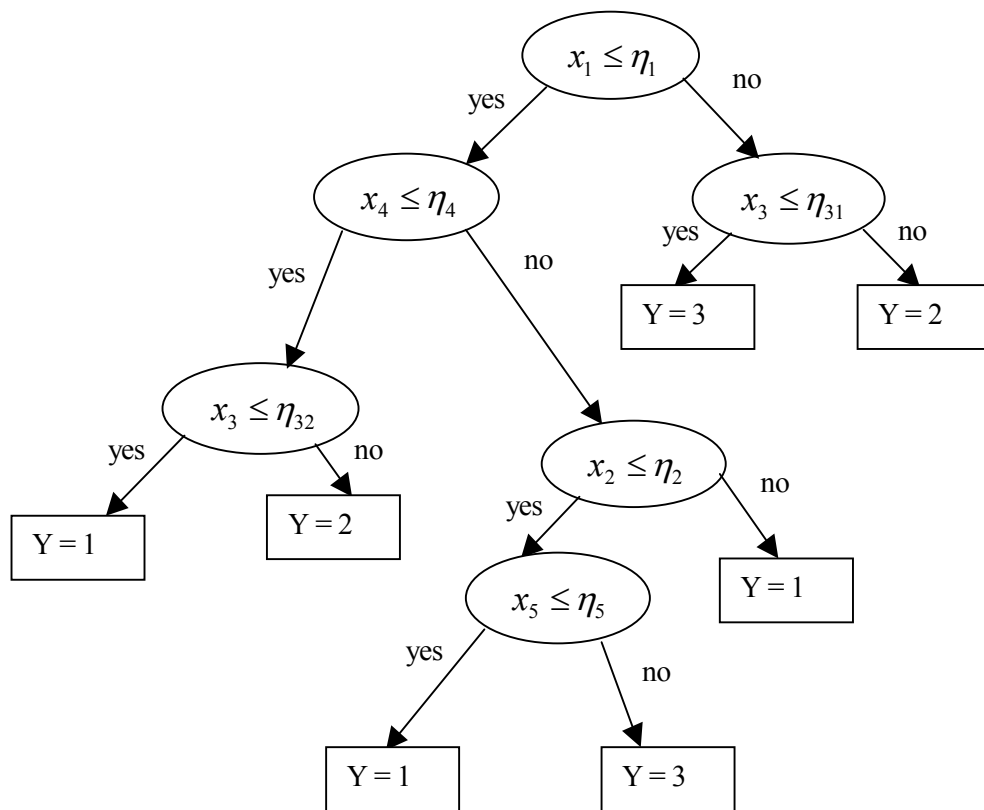 x₁ ≤ η₁
yes
no
x₄ ≤ η₄
x₃ ≤ η₃₁
yes
no
yes
no
Y = 3
Y = 2
x₃ ≤ η₃₂
yes
no
x₂ ≤ η₂
yes
no
Y = 1
Y = 2
x₅ ≤ η₅
Y = 1
yes
no
Y = 1
Y = 3